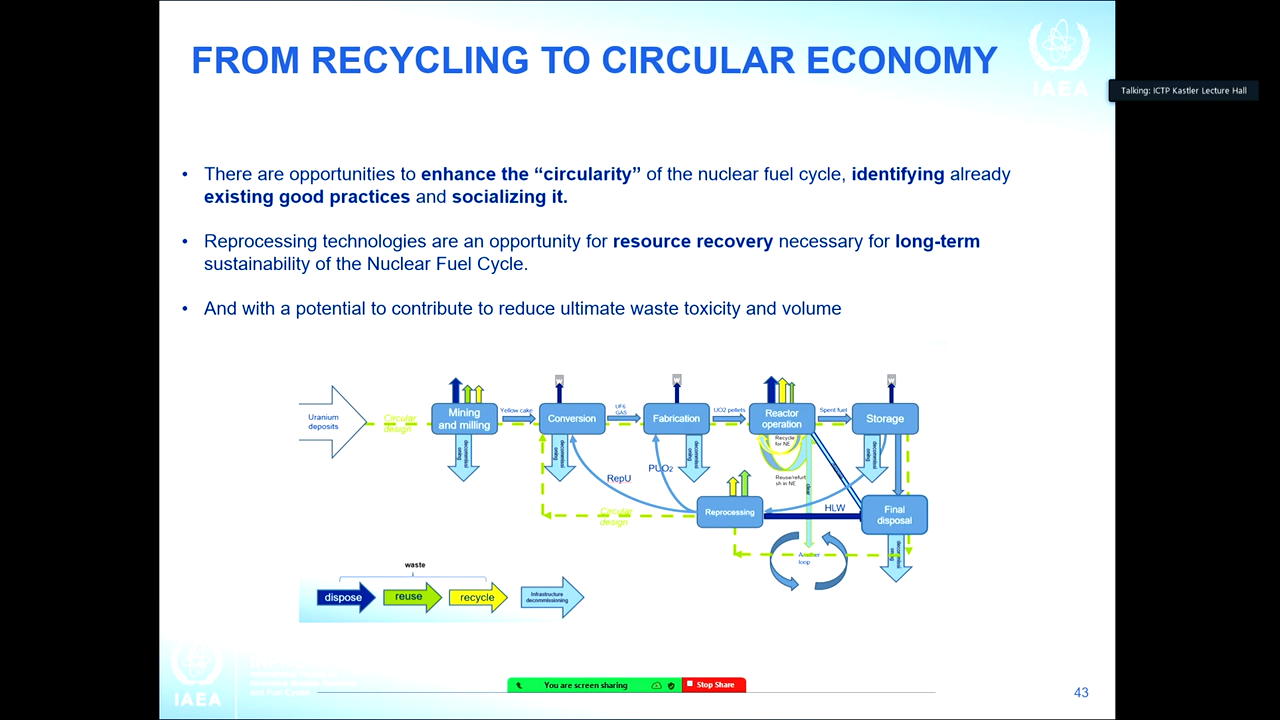 FROM RECYCLING TO CIRCULAR ECONOMY
IAEA
Talking: ICTP Kastler Lecture Hall
• There are opportunities to enhance the “circularity” of the nuclear fuel cycle, identifying already
existing good practices and socializing it.
• Reprocessing technologies are an opportunity for resource recovery necessary for long-term
sustainability of the Nuclear Fuel Cycle.
• And with a potential to contribute to reduce ultimate waste toxicity and volume
Uranium
deposits
Circular
design
Mining
and milling
Yellow cake
Conversion
UF6
GAS
Fabrication
UO2 pellets
Reactor
operation
Spent fuel
Storage
Recycle
for NE
Reuse/refurt
sh in NE
RepU
PUO2
Reprocessing
HLW
Final
disposal
Circular
design
Another
loop
waste
dispose
reuse
recycle
Infrastructure
decommissioning
IAEA
You are screen sharing
Stop Share
43